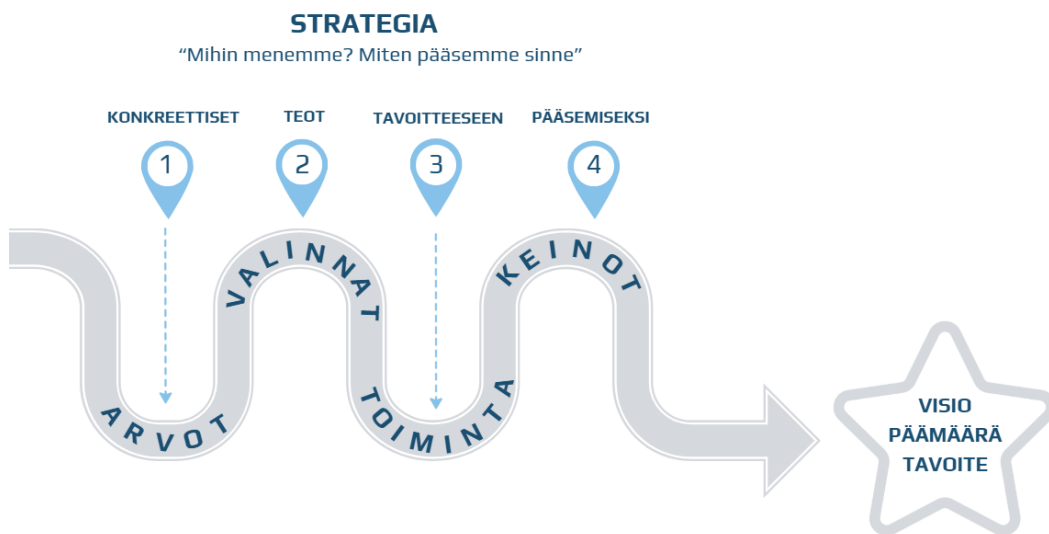 STRATEGIA
“Mihin menemme? Miten pääsemme sinne”
KONKREETTISET
TEOT
TAVOITTEESEEN
PÄÄSEMISEKSI
1
2
3
4
ARVOT
VALINNAT
TOIMINTA
KEINOT
VISIO
PÄÄMÄÄRÄ
TAVOITE